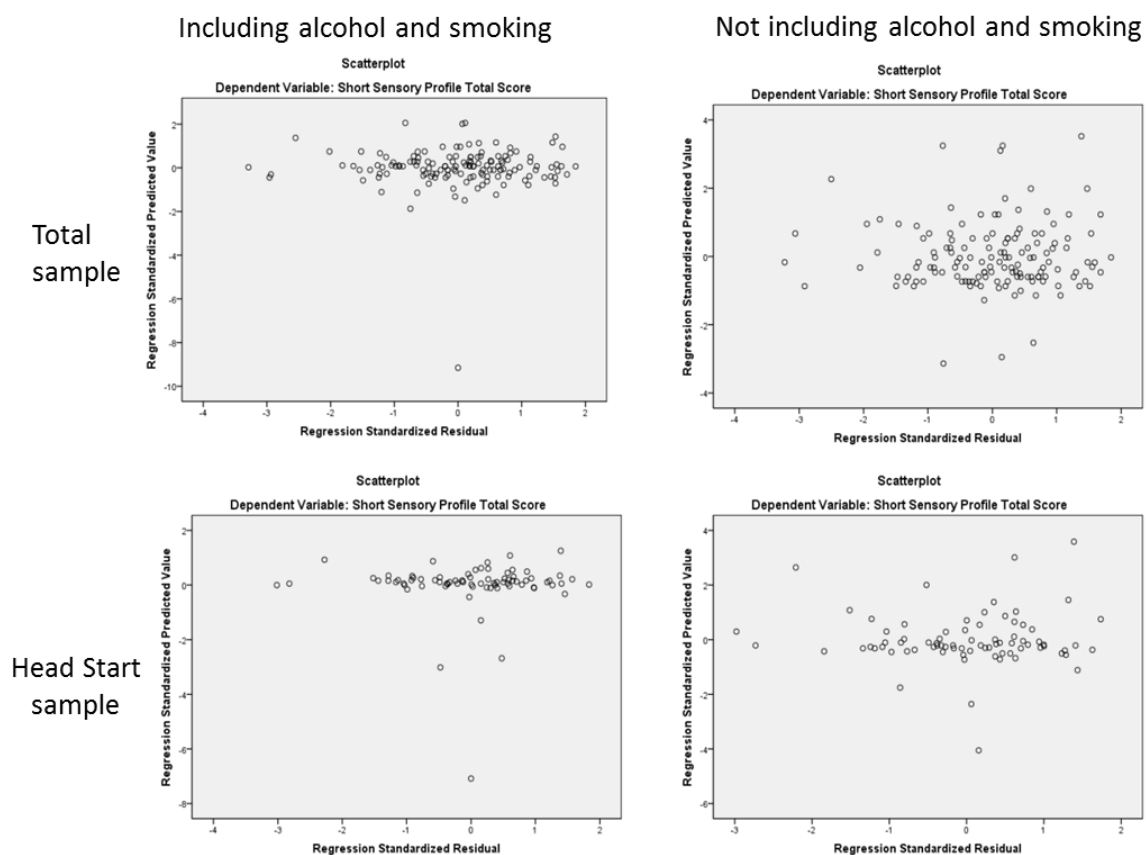 Including alcohol and smoking
Not including alcohol and smoking
Total
sample
Scatterplot
Dependent Variable: Short Sensory Profile Total Score
Regression Standardized Predicted Value
2
0
-2
-4
-6
-8
-10
-4
-3
-2
-1
0
1
2
Regression Standardized Residual
Scatterplot
Dependent Variable: Short Sensory Profile Total Score
Regression Standardized Predicted Value
4
2
0
-2
-4
-4
-3
-2
-1
0
1
2
Regression Standardized Residual
Head Start
sample
Scatterplot
Dependent Variable: Short Sensory Profile Total Score
Regression Standardized Predicted Value
2
0
-2
-4
-6
-8
-4
-3
-2
-1
0
1
2
Regression Standardized Residual
Scatterplot
Dependent Variable: Short Sensory Profile Total Score
Regression Standardized Predicted Value
4
2
0
-2
-4
-6
-3
-2
-1
0
1
2
Regression Standardized Residual